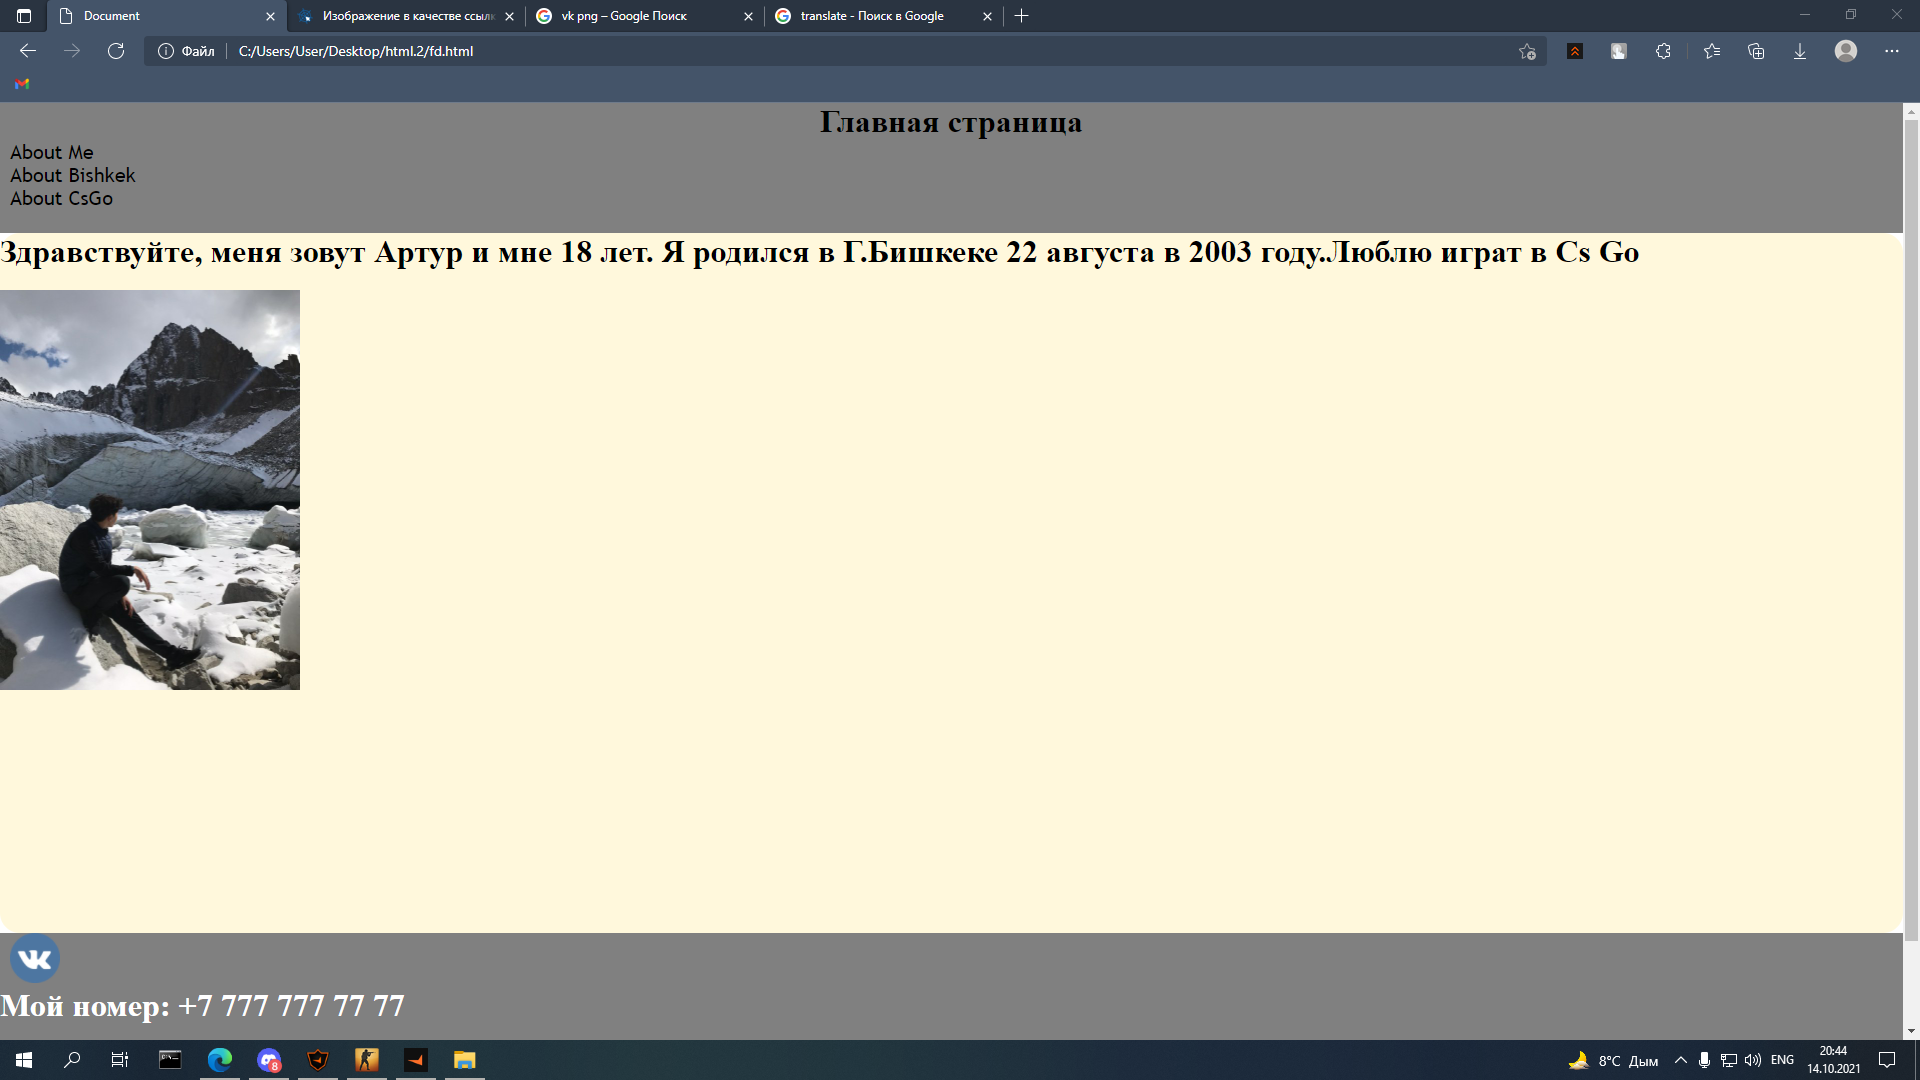 Document
Изображение в качестве ссылк
vk png – Google Поиск
translate - Поиск в Google
Файл
C:/Users/User/Desktop/html.2/fd.html
Главная страница
About Me
About Bishkek
About CsGo
Здравствуйте, меня зовут Артур и мне 18 лет. Я родился в Г.Бишкеке 22 августа в 2003 году.Люблю играт в Cs Go
Мой номер: +7 777 777 77 77
8
8°C Дым
ENG
20:44
14.10.2021